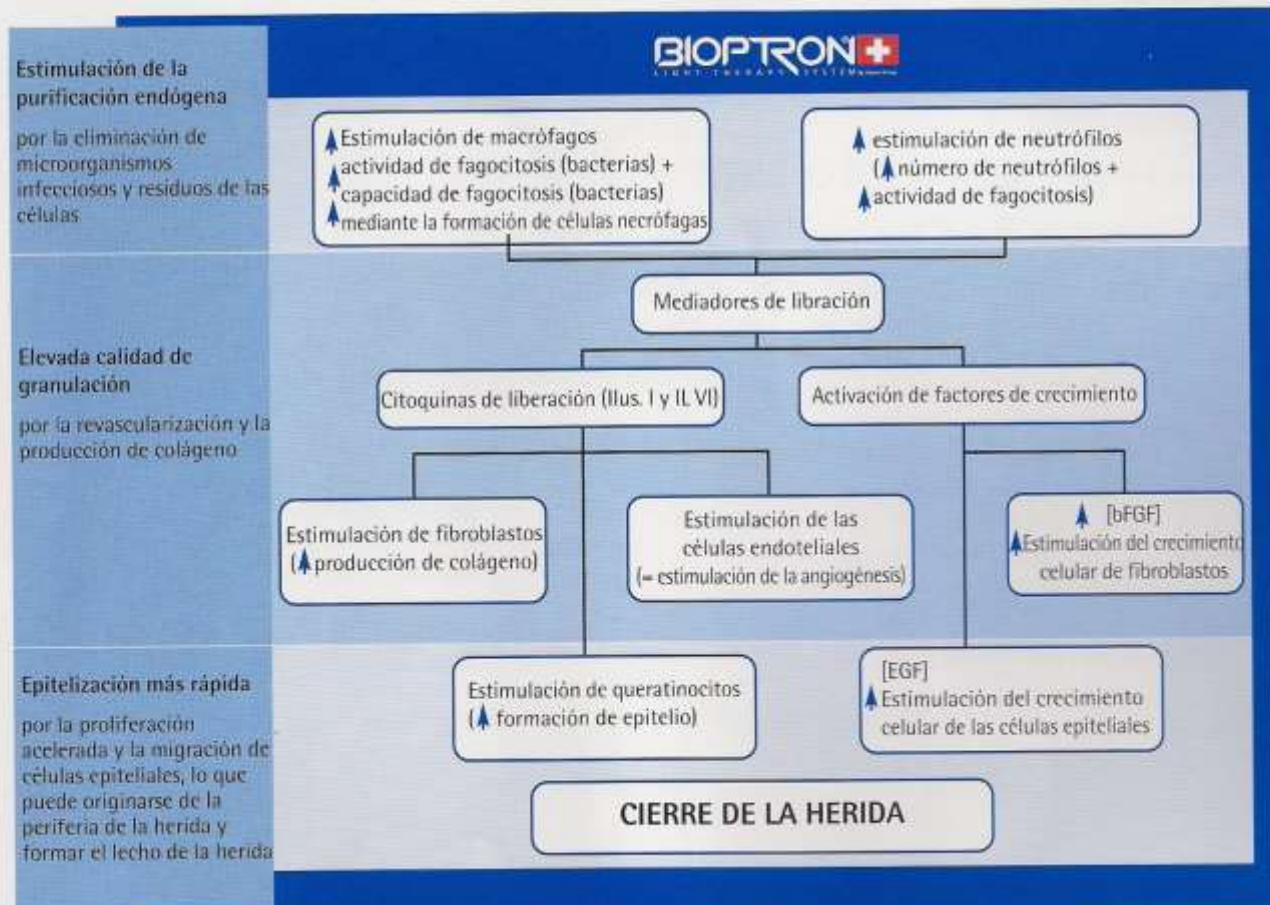 BIOPTRON
LIGHT THERAPY SYSTEM
Estimulación de la
purificación endógena
por la eliminación de
microorganismos
infecciosos y residuos de las
células
Estimulación de macrófagos
actividad de fagocitosis (bacterias) +
capacidad de fagocitosis (bacterias)
mediante la formación de células necrófagas
estimulación de neutrófilos
(número de neutrófilos +
actividad de fagocitosis)
Mediadores de libración
Elevada calidad de
granulación
por la revascularización y la
producción de colágeno
Citoquinas de liberación (Ilus. I y IL VI)
Activación de factores de crecimiento
Estimulación de fibroblastos
(producción de colágeno)
Estimulación de las
células endoteliales
(= estimulación de la angiogénesis)
[bFGF]
Estimulación del crecimiento
celular de fibroblastos
Epitelización más rápida
por la proliferación
acelerada y la migración de
células epiteliales, lo que
puede originarse de la
periferia de la herida y
formar el lecho de la herida
Estimulación de queratinocitos
(formación de epitelio)
[EGF]
Estimulación del crecimiento
celular de las células epiteliales
CIERRE DE LA HERIDA